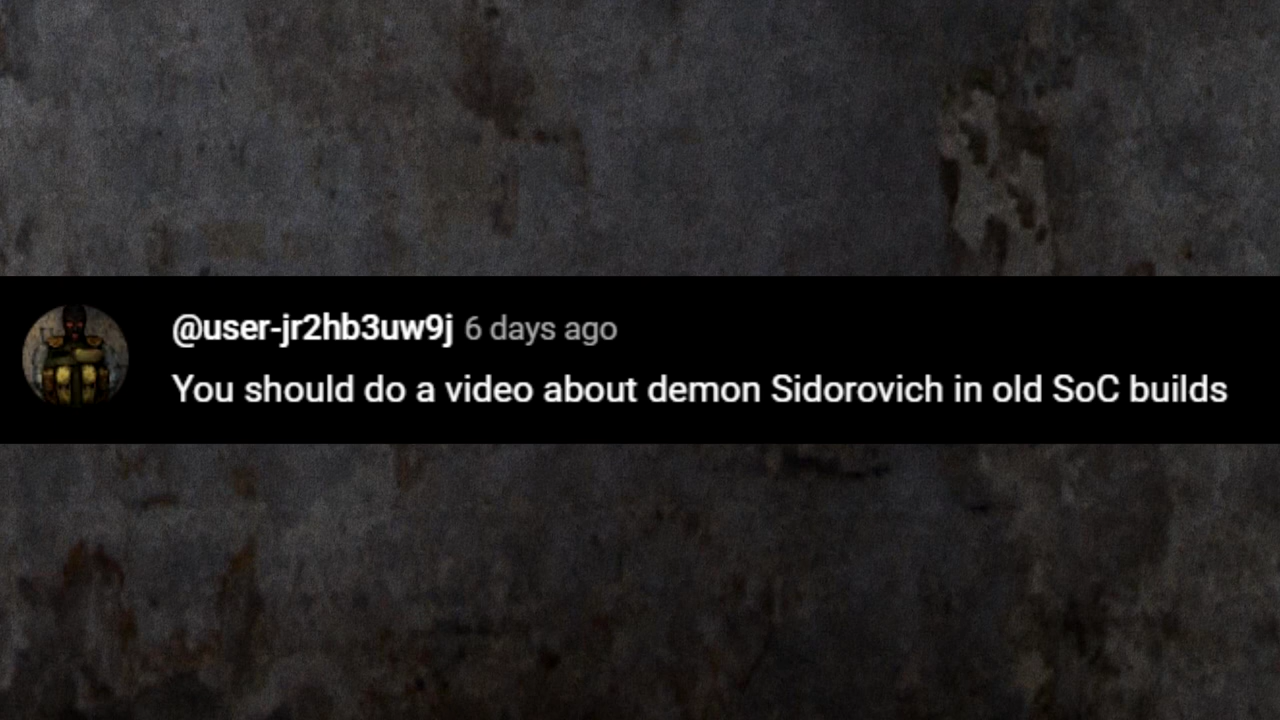 @user-jr2hb3uw9j 6 days ago
You should do a video about demon Sidorovich in old SoC builds